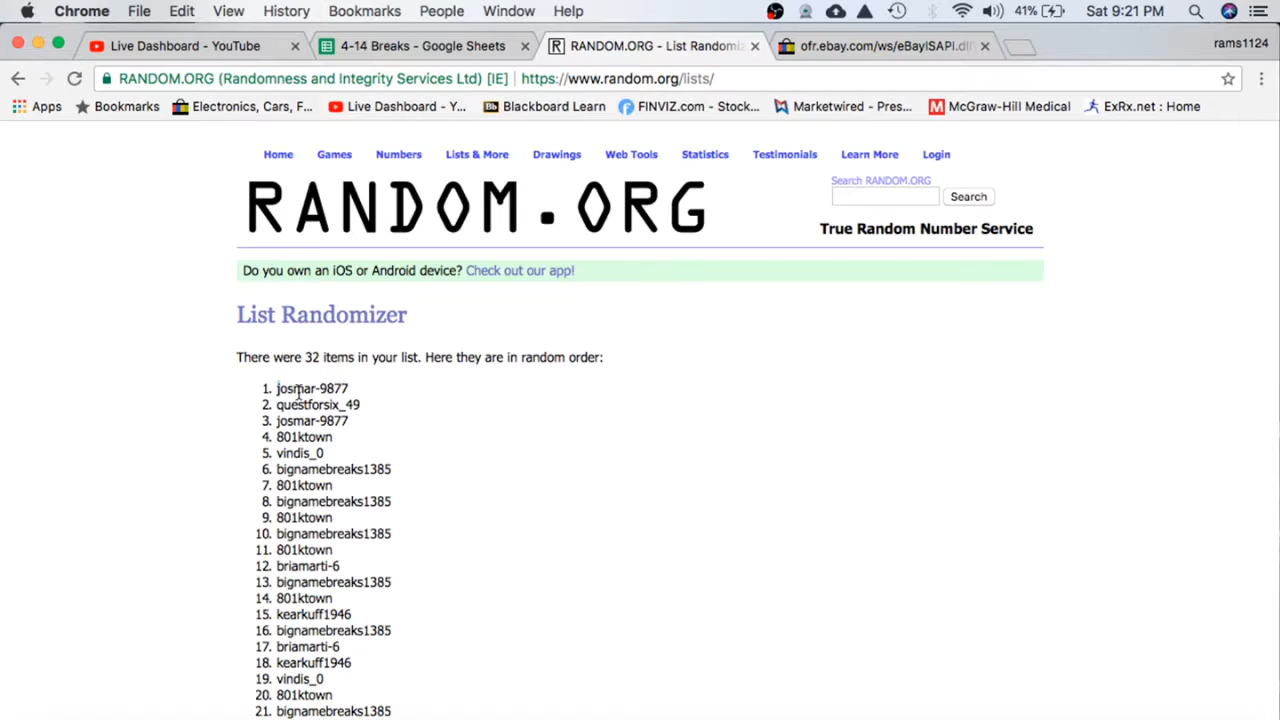 Chrome File Edit View History Bookmarks People Window Help 41% Sat 9:21 PM
Live Dashboard - YouTube 4-14 Breaks - Google Sheets RANDOM.ORG - List Randomiz ofr.ebay.com/ws/eBayISAPI.dll rams1124
RANDOM.ORG (Randomness and Integrity Services Ltd) [IE] https://www.random.org/lists/
Apps Bookmarks Electronics, Cars, F... Live Dashboard - Y... Bb Blackboard Learn FINVIZ.com - Stock... Marketwired - Pres... M McGraw-Hill Medical ExRx.net : Home
Home Games Numbers Lists & More Drawings Web Tools Statistics Testimonials Learn More Login
RANDOM.ORG
Search RANDOM.ORG
Search
True Random Number Service
Do you own an iOS or Android device? Check out our app!
List Randomizer
There were 32 items in your list. Here they are in random order:
1. josmar-9877
2. questforsix_49
3. josmar-9877
4. 801ktown
5. vindis_0
6. bignamebreaks1385
7. 801ktown
8. bignamebreaks1385
9. 801ktown
10. bignamebreaks1385
11. 801ktown
12. briamarti-6
13. bignamebreaks1385
14. 801ktown
15. kearkuff1946
16. bignamebreaks1385
17. briamarti-6
18. kearkuff1946
19. vindis_0
20. 801ktown
21. bignamebreaks1385